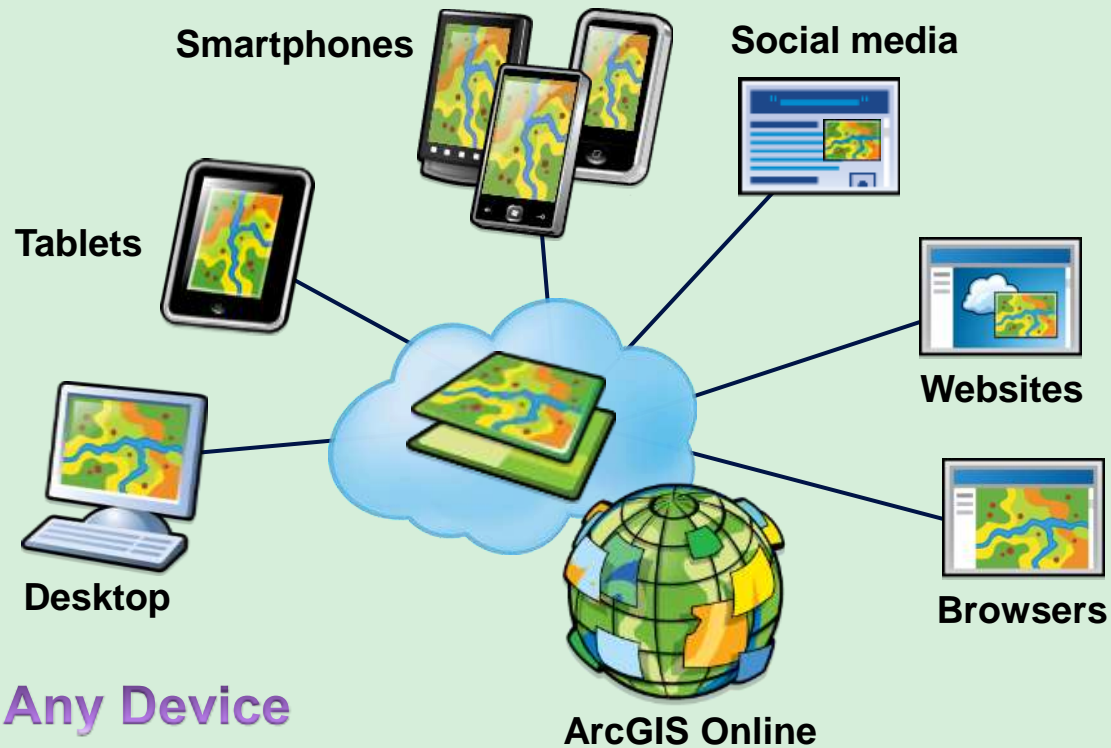 Smartphones
Social media
Tablets
Websites
Desktop
Browsers
Any Device
ArcGIS Online